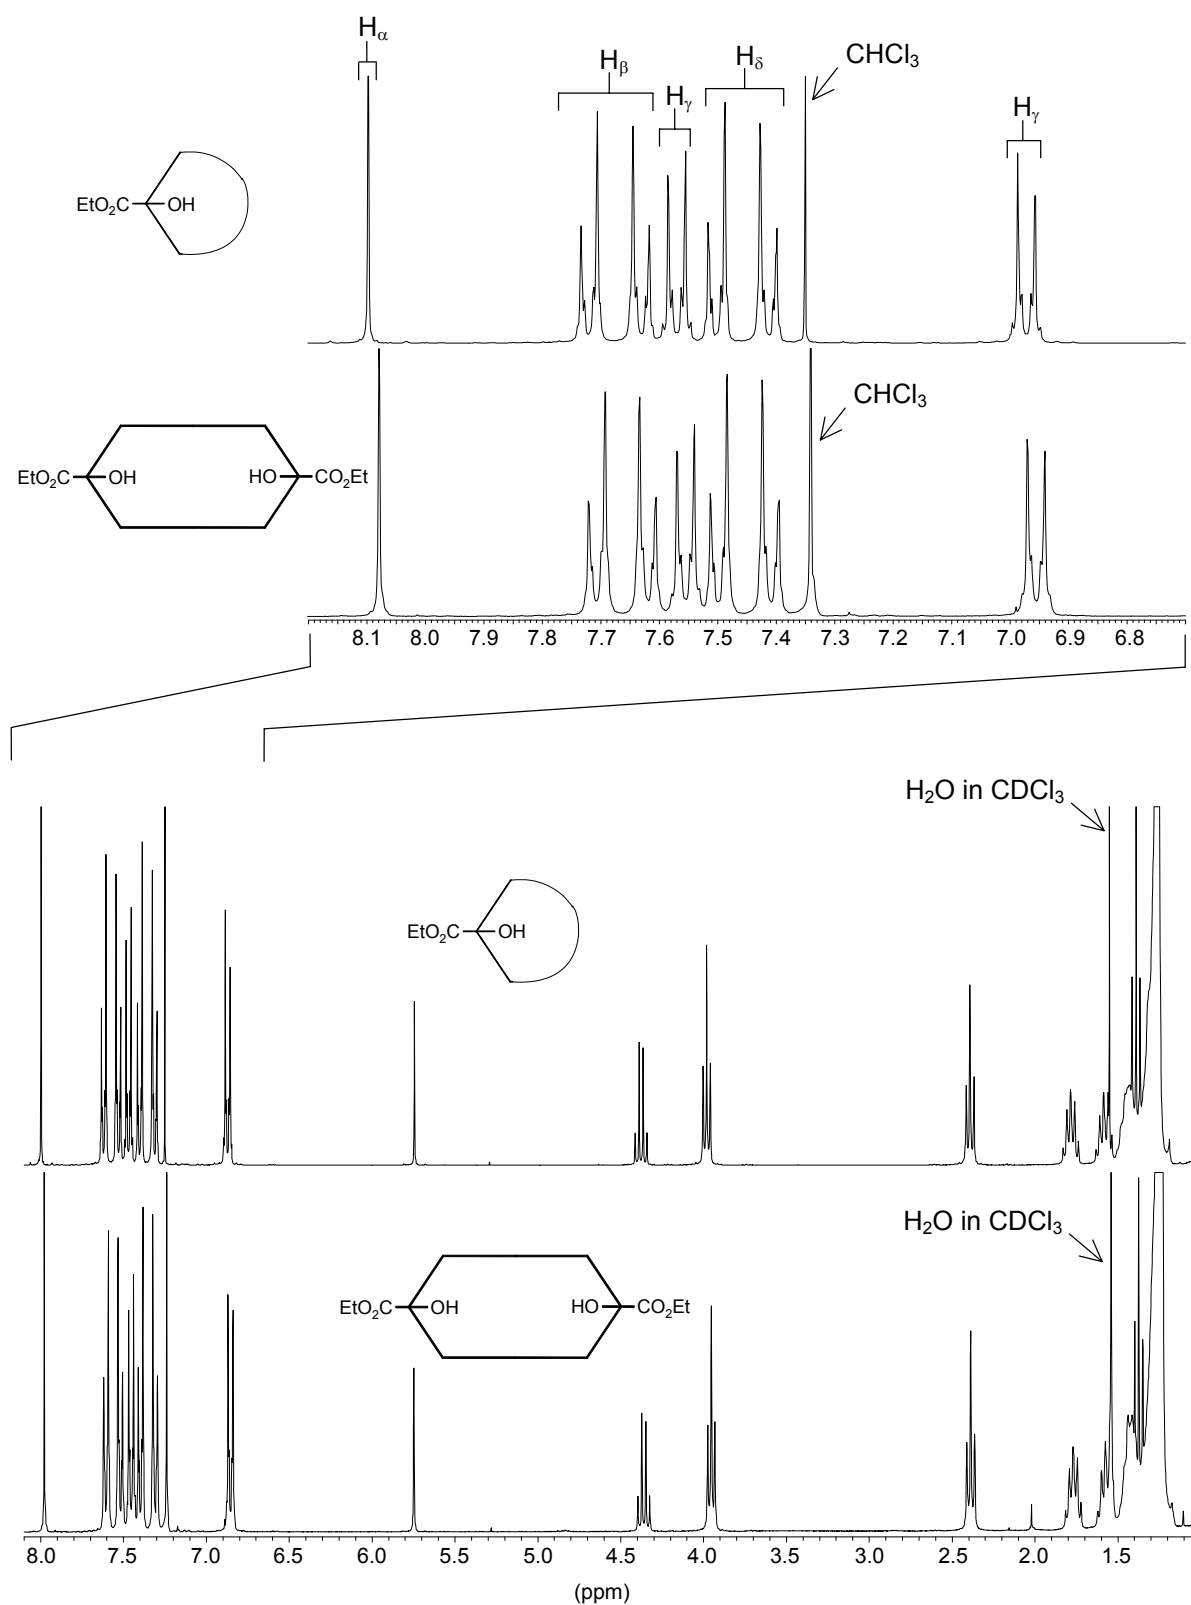 Hα
Hβ
Hγ
Hδ
CHCl₃
Hγ
EtO₂C OH
CHCl₃
EtO₂C OH HO CO₂Et
8.1 8.0 7.9 7.8 7.7 7.6 7.5 7.4 7.3 7.2 7.1 7.0 6.9 6.8
H₂O in CDCl₃
EtO₂C OH
H₂O in CDCl₃
EtO₂C OH HO CO₂Et
8.0 7.5 7.0 6.5 6.0 5.5 5.0 4.5 4.0 3.5 3.0 2.5 2.0 1.5
(ppm)